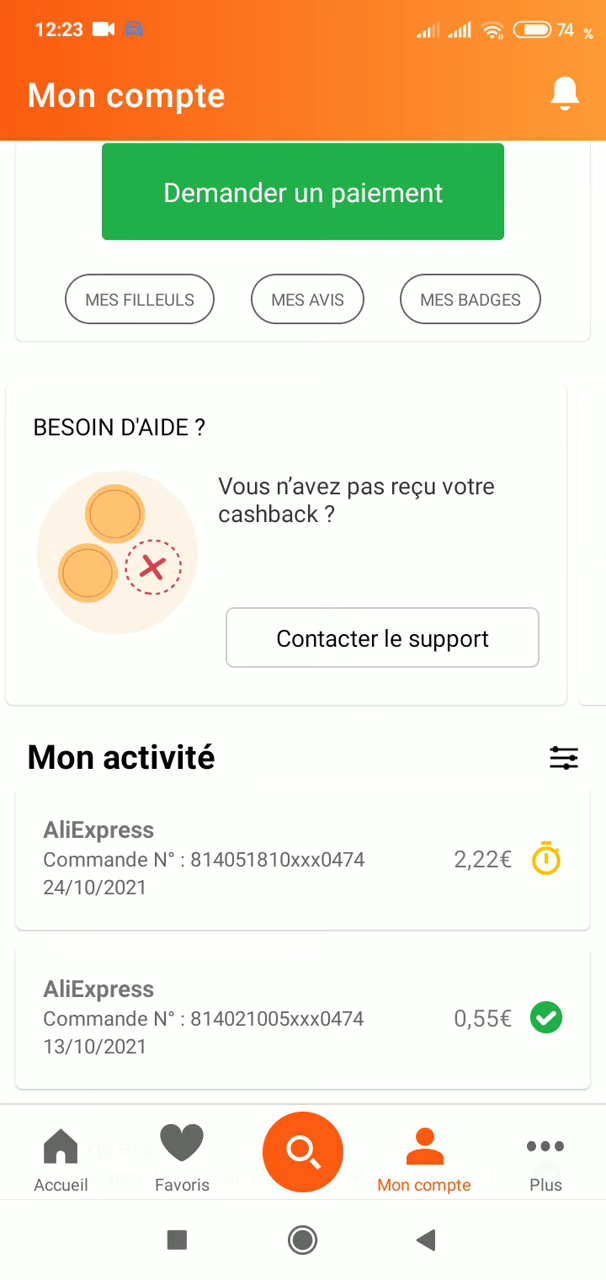 12:23
74 %
Mon compte
Demander un paiement
MES FILLEULS
MES AVIS
MES BADGES
BESOIN D'AIDE ?
Vous n’avez pas reçu votre
cashback ?
Contacter le support
Mon activité
AliExpress
Commande N° : 814051810xxx0474
2,22€
24/10/2021
AliExpress
Commande N° : 814021005xxx0474
0,55€
13/10/2021
Accueil
Favoris
Mon compte
Plus